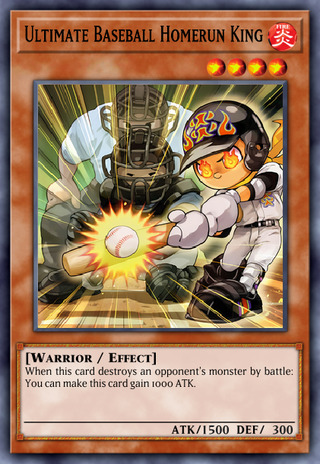 Ultimate Baseball Homerun King
FIRE
炎
[Warrior / Effect]
When this card destroys an opponent's monster by battle:
You can make this card gain 1000 ATK.
ATK/1500 DEF/ 300